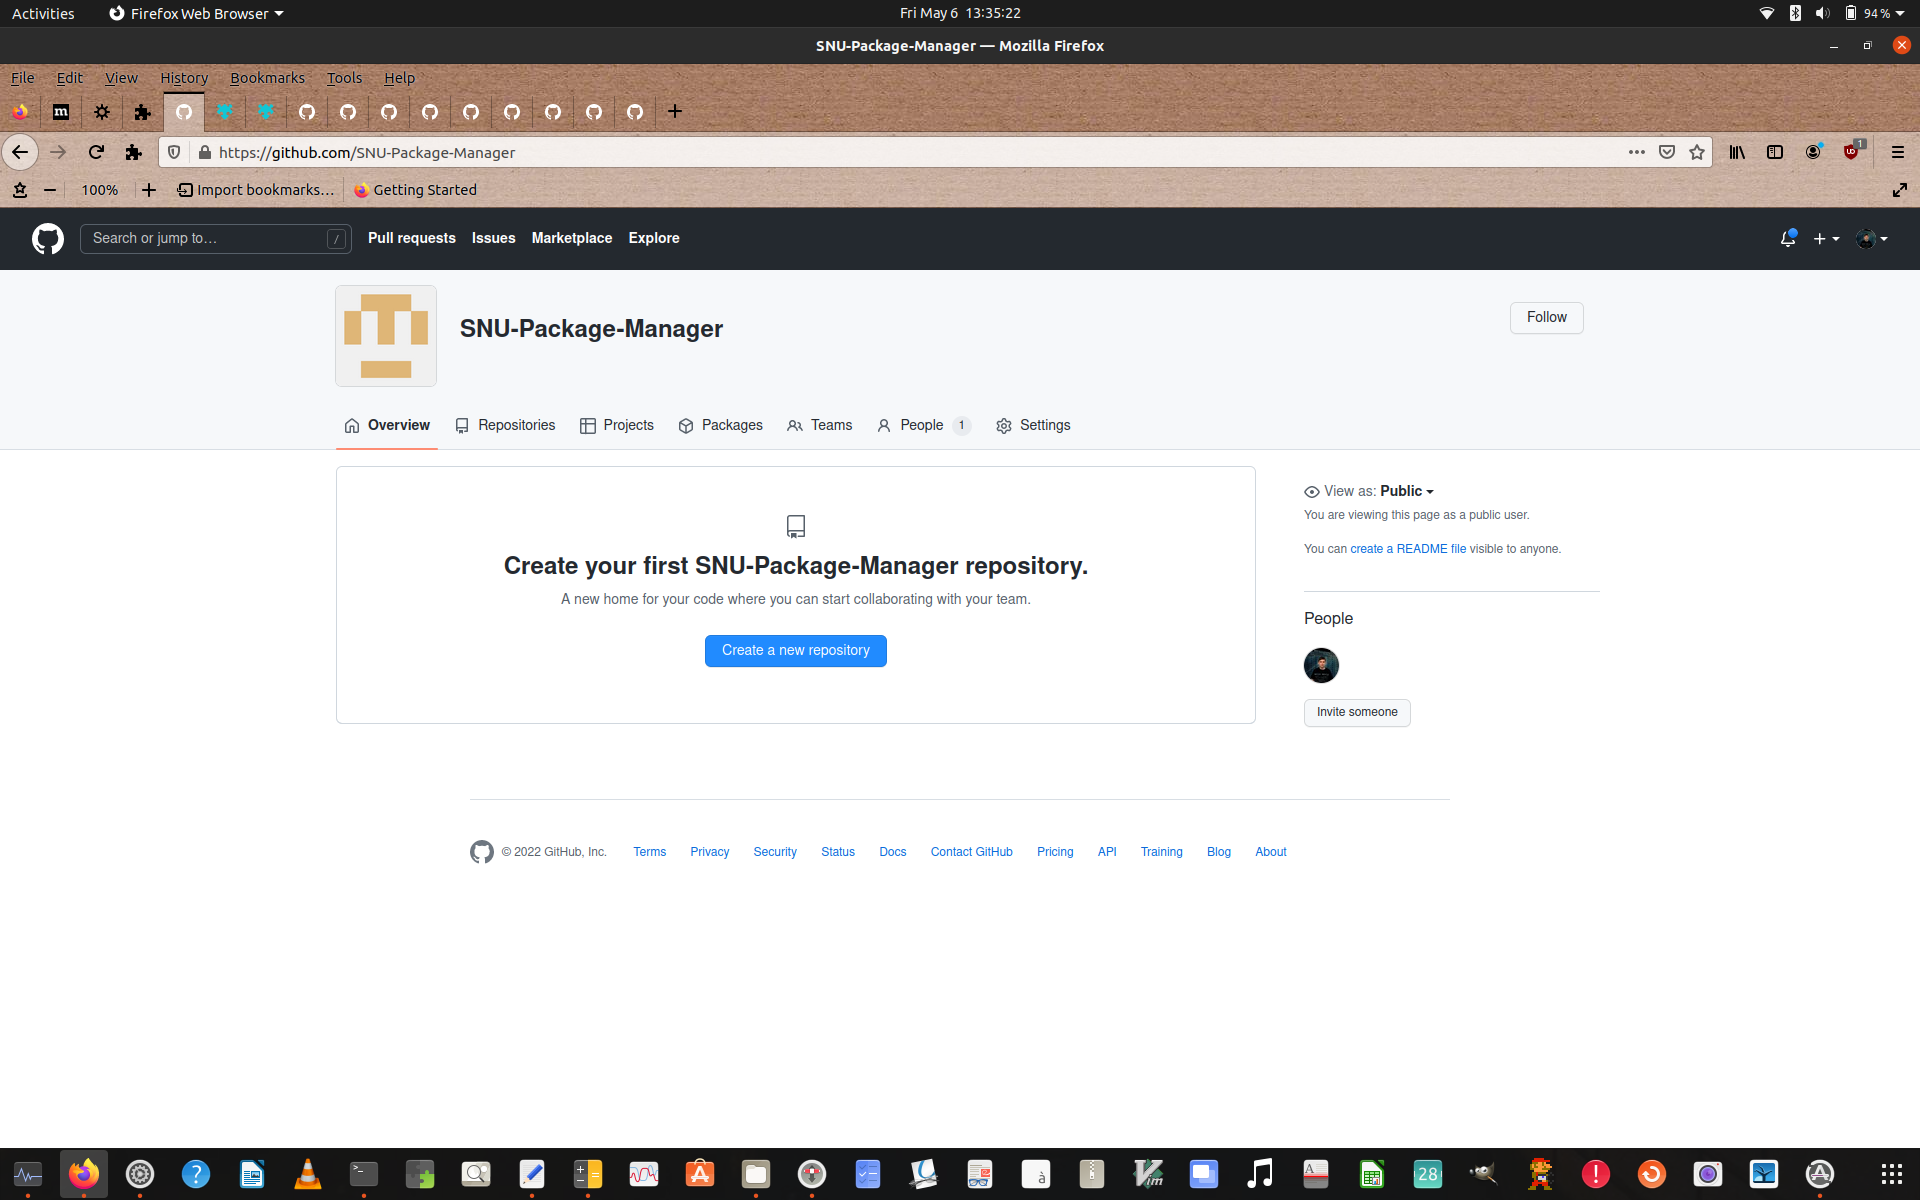 Activities Firefox Web Browser Fri May 6 13:35:22 94 %
SNU-Package-Manager — Mozilla Firefox
File Edit View History Bookmarks Tools Help
m
https://github.com/SNU-Package-Manager 1
100% Import bookmarks… Getting Started
Search or jump to… / Pull requests Issues Marketplace Explore
SNU-Package-Manager
Follow
Overview Repositories Projects Packages Teams People 1 Settings
View as: Public
You are viewing this page as a public user.
You can create a README file visible to anyone.
Create your first SNU-Package-Manager repository.
A new home for your code where you can start collaborating with your team.
Create a new repository
People
Invite someone
© 2022 GitHub, Inc. Terms Privacy Security Status Docs Contact GitHub Pricing API Training Blog About
? >_ à Vim A 28 !